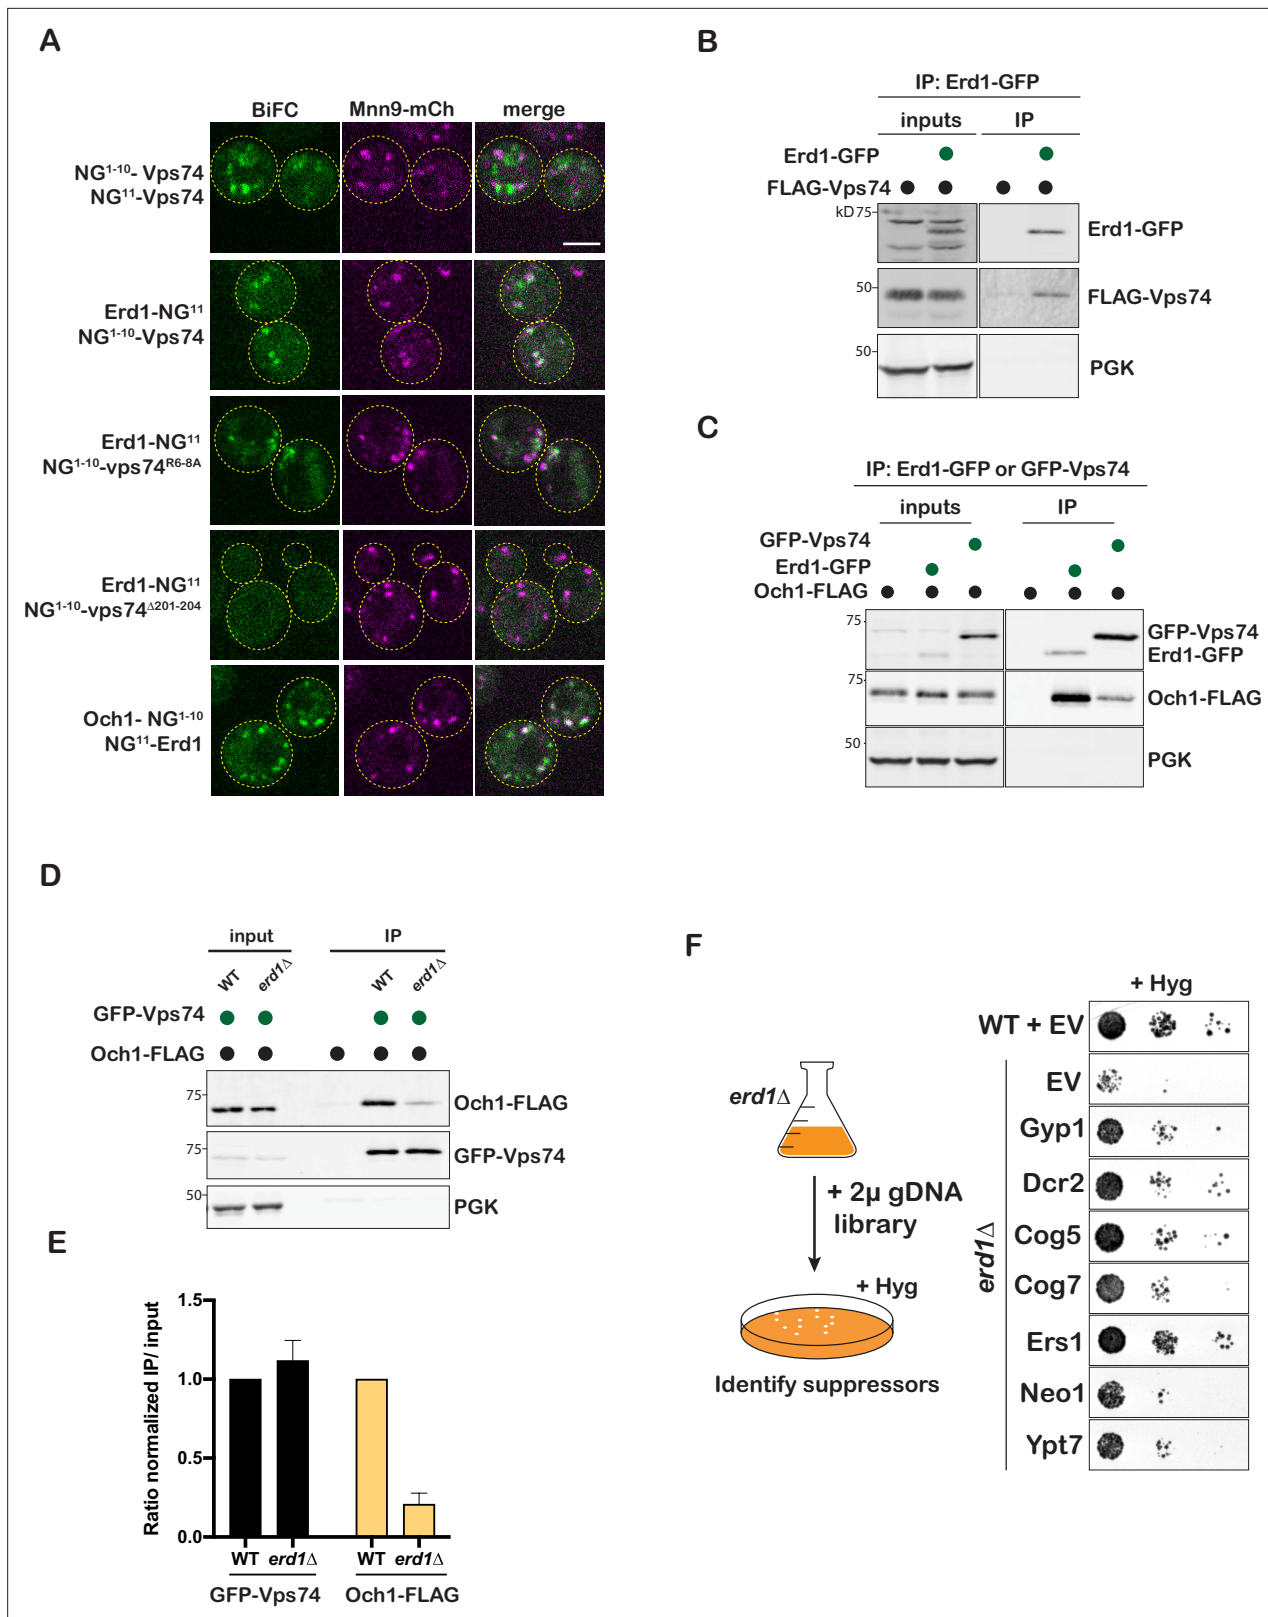 A
BiFC Mnn9-mCh merge
NG1-10- Vps74
NG11-Vps74
Erd1-NG11
NG1-10-Vps74
Erd1-NG11
NG1-10-vps74R6-8A
Erd1-NG11
NG1-10-vps74Δ201-204
Och1- NG1-10
NG11-Erd1
B
IP: Erd1-GFP
inputs IP
Erd1-GFP
FLAG-Vps74
kD 75
Erd1-GFP
50
FLAG-Vps74
50
PGK
C
IP: Erd1-GFP or GFP-Vps74
inputs IP
GFP-Vps74
Erd1-GFP
Och1-FLAG
75
GFP-Vps74
Erd1-GFP
75
Och1-FLAG
50
PGK
D
input IP
WT erd1Δ WT erd1Δ
GFP-Vps74
Och1-FLAG
75
Och1-FLAG
75
GFP-Vps74
50
PGK
E
Ratio normalized IP/ input
1.5
1.0
0.5
0.0
WT erd1Δ WT erd1Δ
GFP-Vps74 Och1-FLAG
F
erd1Δ
+ 2μ gDNA
library
+ Hyg
Identify suppressors
+ Hyg
WT + EV
erd1Δ
EV
Gyp1
Dcr2
Cog5
Cog7
Ers1
Neo1
Ypt7